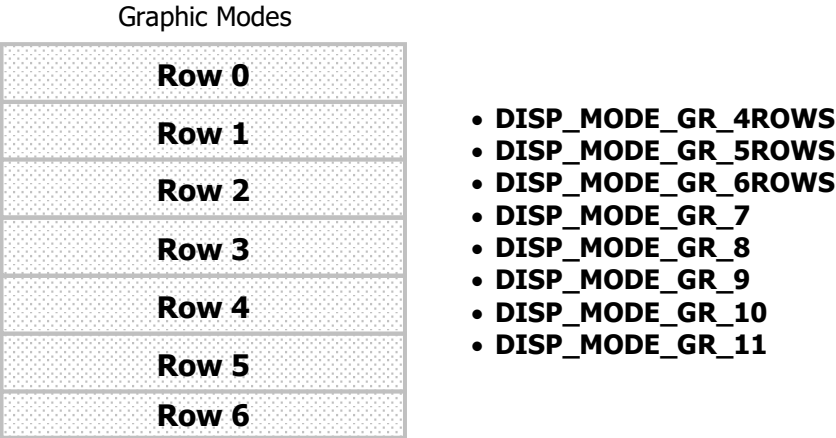 Graphic Modes
Row 0
Row 1
Row 2
Row 3
Row 4
Row 5
Row 6
• DISP_MODE_GR_4ROWS
• DISP_MODE_GR_5ROWS
• DISP_MODE_GR_6ROWS
• DISP_MODE_GR_7
• DISP_MODE_GR_8
• DISP_MODE_GR_9
• DISP_MODE_GR_10
• DISP_MODE_GR_11